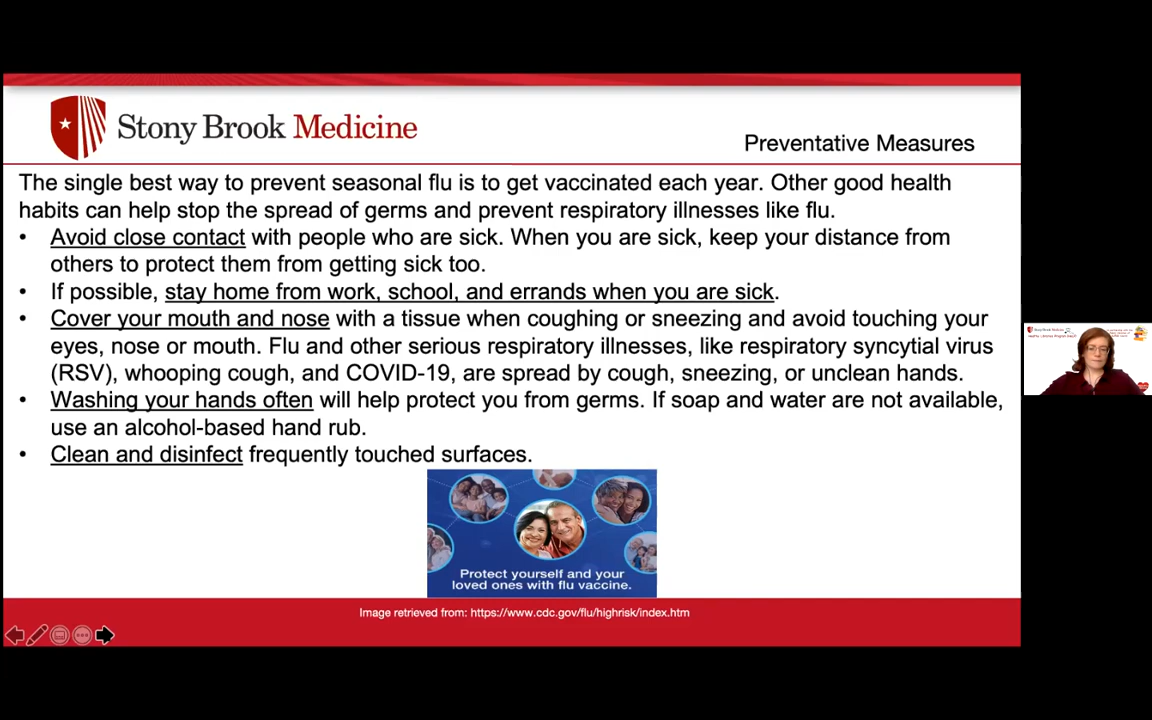 Stony Brook Medicine
Preventative Measures
The single best way to prevent seasonal flu is to get vaccinated each year. Other good health
habits can help stop the spread of germs and prevent respiratory illnesses like flu.
• Avoid close contact with people who are sick. When you are sick, keep your distance from
others to protect them from getting sick too.
• If possible, stay home from work, school, and errands when you are sick.
• Cover your mouth and nose with a tissue when coughing or sneezing and avoid touching your
eyes, nose or mouth. Flu and other serious respiratory illnesses, like respiratory syncytial virus
(RSV), whooping cough, and COVID-19, are spread by cough, sneezing, or unclean hands.
• Washing your hands often will help protect you from germs. If soap and water are not available,
use an alcohol-based hand rub.
• Clean and disinfect frequently touched surfaces.
Protect yourself and your
loved ones with flu vaccine.
Image retrieved from: https://www.cdc.gov/flu/highrisk/index.htm
Stony Brook Medicine